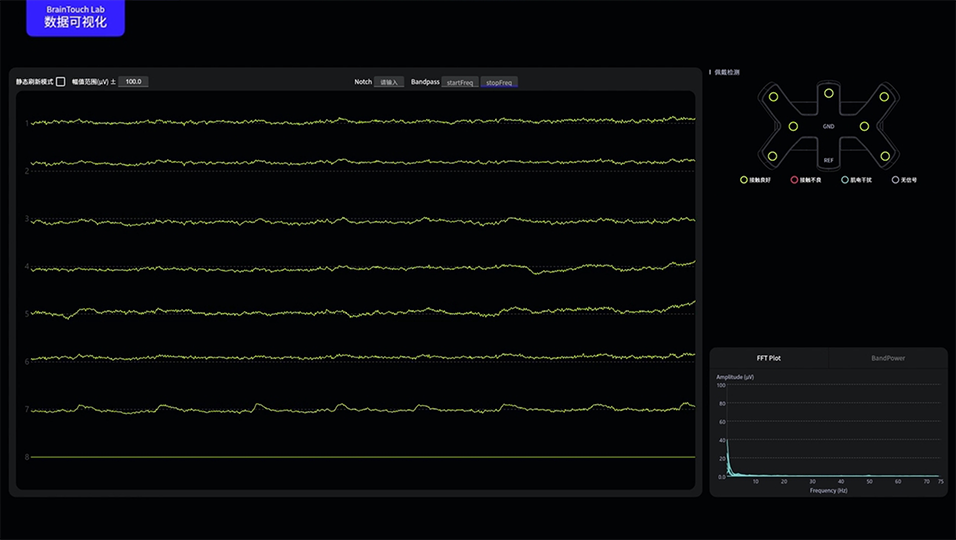 BrainTouch Lab
数据可视化
静态刷新模式 幅值范围(μV) ± 100.0 Notch 请输入 Bandpass startFreq stopFreq
1
2
3
4
5
6
7
8
佩戴检测
GND
REF
接触良好 接触不良 肌电干扰 无信号
FFT Plot BandPower
Amplitude (μV)
100
80
60
40
20
0.0
10 20 30 40 50 60 70 75
Frequency (Hz)